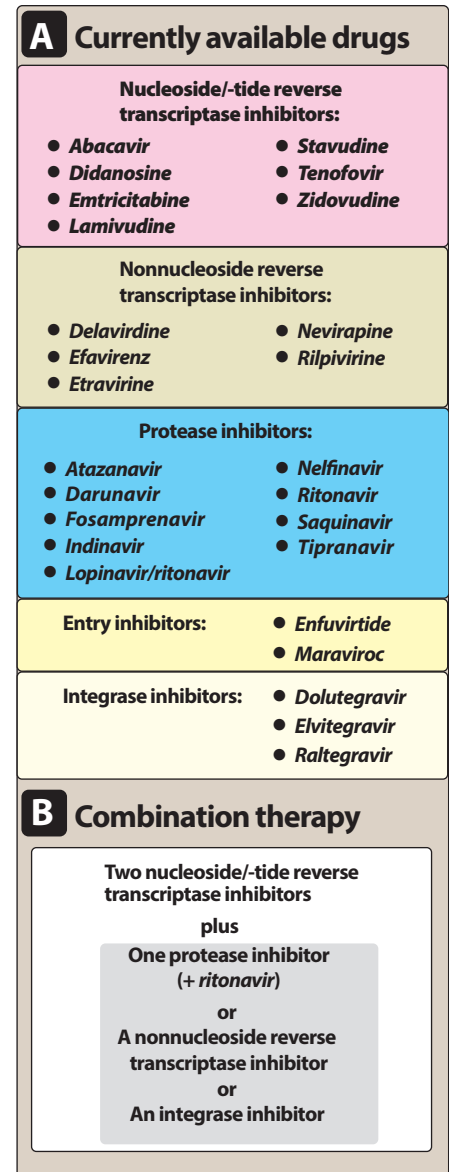 A Currently available drugs
Nucleoside/-tide reverse
transcriptase inhibitors:
● Abacavir
● Didanosine
● Emtricitabine
● Lamivudine
● Stavudine
● Tenofovir
● Zidovudine
Nonnucleoside reverse
transcriptase inhibitors:
● Delavirdine
● Efavirenz
● Etravirine
● Nevirapine
● Rilpivirine
Protease inhibitors:
● Atazanavir
● Darunavir
● Fosamprenavir
● Indinavir
● Lopinavir/ritonavir
● Nelfinavir
● Ritonavir
● Saquinavir
● Tipranavir
Entry inhibitors:
● Enfuvirtide
● Maraviroc
Integrase inhibitors:
● Dolutegravir
● Elvitegravir
● Raltegravir
B Combination therapy
Two nucleoside/-tide reverse
transcriptase inhibitors
plus
One protease inhibitor
(+ ritonavir)
or
A nonnucleoside reverse
transcriptase inhibitor
or
An integrase inhibitor